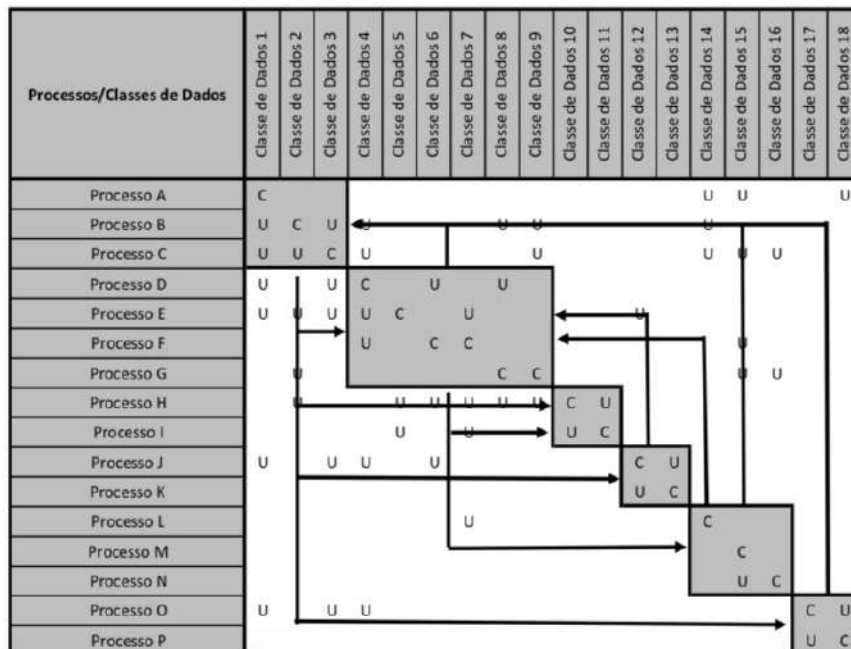 Processos/Classes de Dados
Classe de Dados 1
Classe de Dados 2
Classe de Dados 3
Classe de Dados 4
Classe de Dados 5
Classe de Dados 6
Classe de Dados 7
Classe de Dados 8
Classe de Dados 9
Classe de Dados 10
Classe de Dados 11
Classe de Dados 12
Classe de Dados 13
Classe de Dados 14
Classe de Dados 15
Classe de Dados 16
Classe de Dados 17
Classe de Dados 18
Processo A C U U U
Processo B U C U U U U U
Processo C U U C U U U U U
Processo D U U C U U
Processo E U U U U C U U
Processo F U C C U
Processo G U C C U U
Processo H U U U U U U C U
Processo I U U U C
Processo J U U U U C U
Processo K U C
Processo L U C
Processo M C
Processo N U C
Processo O U U U C U
Processo P U C